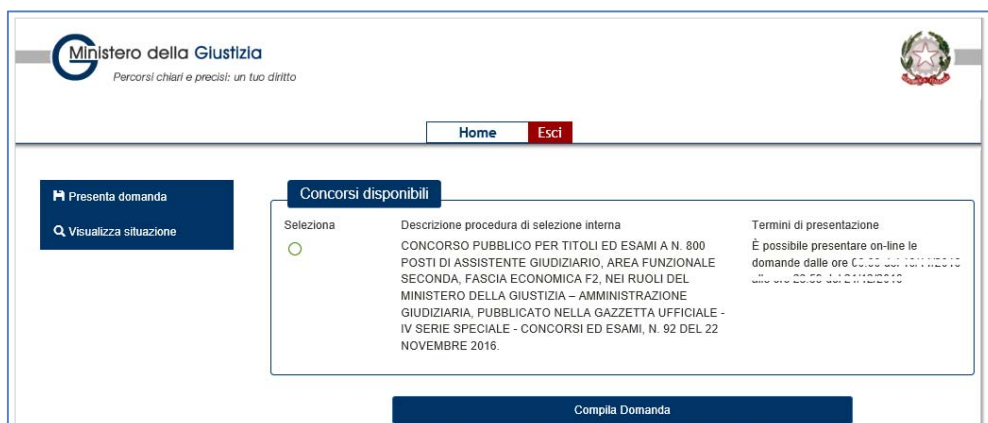 Ministero della Giustizia
Percorsi chiari e precisi: un tuo diritto
Home Esci
Presenta domanda
Visualizza situazione
Concorsi disponibili
Seleziona Descrizione procedura di selezione interna Termini di presentazione
CONCORSO PUBBLICO PER TITOLI ED ESAMI A N. 800
POSTI DI ASSISTENTE GIUDIZIARIO, AREA FUNZIONALE
SECONDA, FASCIA ECONOMICA F2, NEI RUOLI DEL
MINISTERO DELLA GIUSTIZIA – AMMINISTRAZIONE
GIUDIZIARIA, PUBBLICATO NELLA GAZZETTA UFFICIALE -
IV SERIE SPECIALE - CONCORSI ED ESAMI, N. 92 DEL 22
NOVEMBRE 2016.
È possibile presentare on-line le
domande dalle ore
Compila Domanda